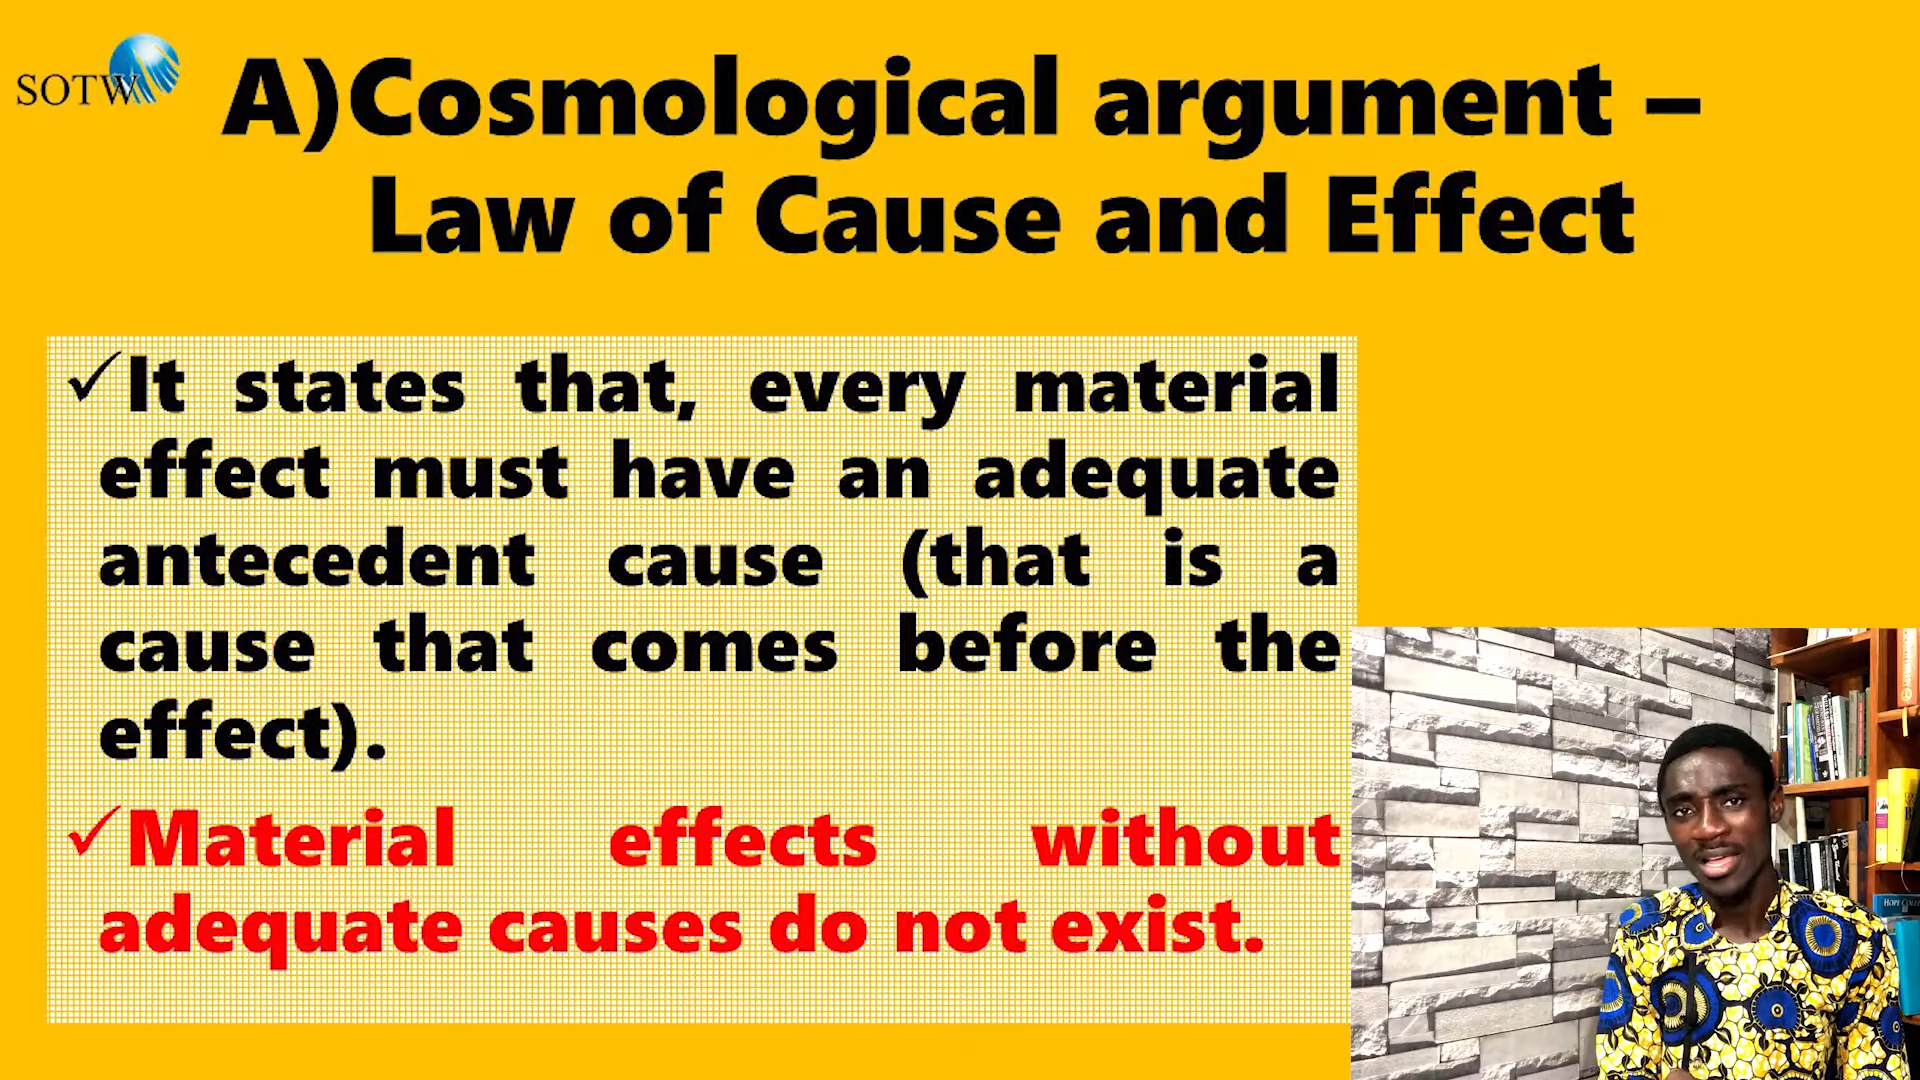 SOTW
A)Cosmological argument –
Law of Cause and Effect
✓It states that, every material
effect must have an adequate
antecedent cause (that is a
cause that comes before the
effect).
✓Material effects without
adequate causes do not exist.